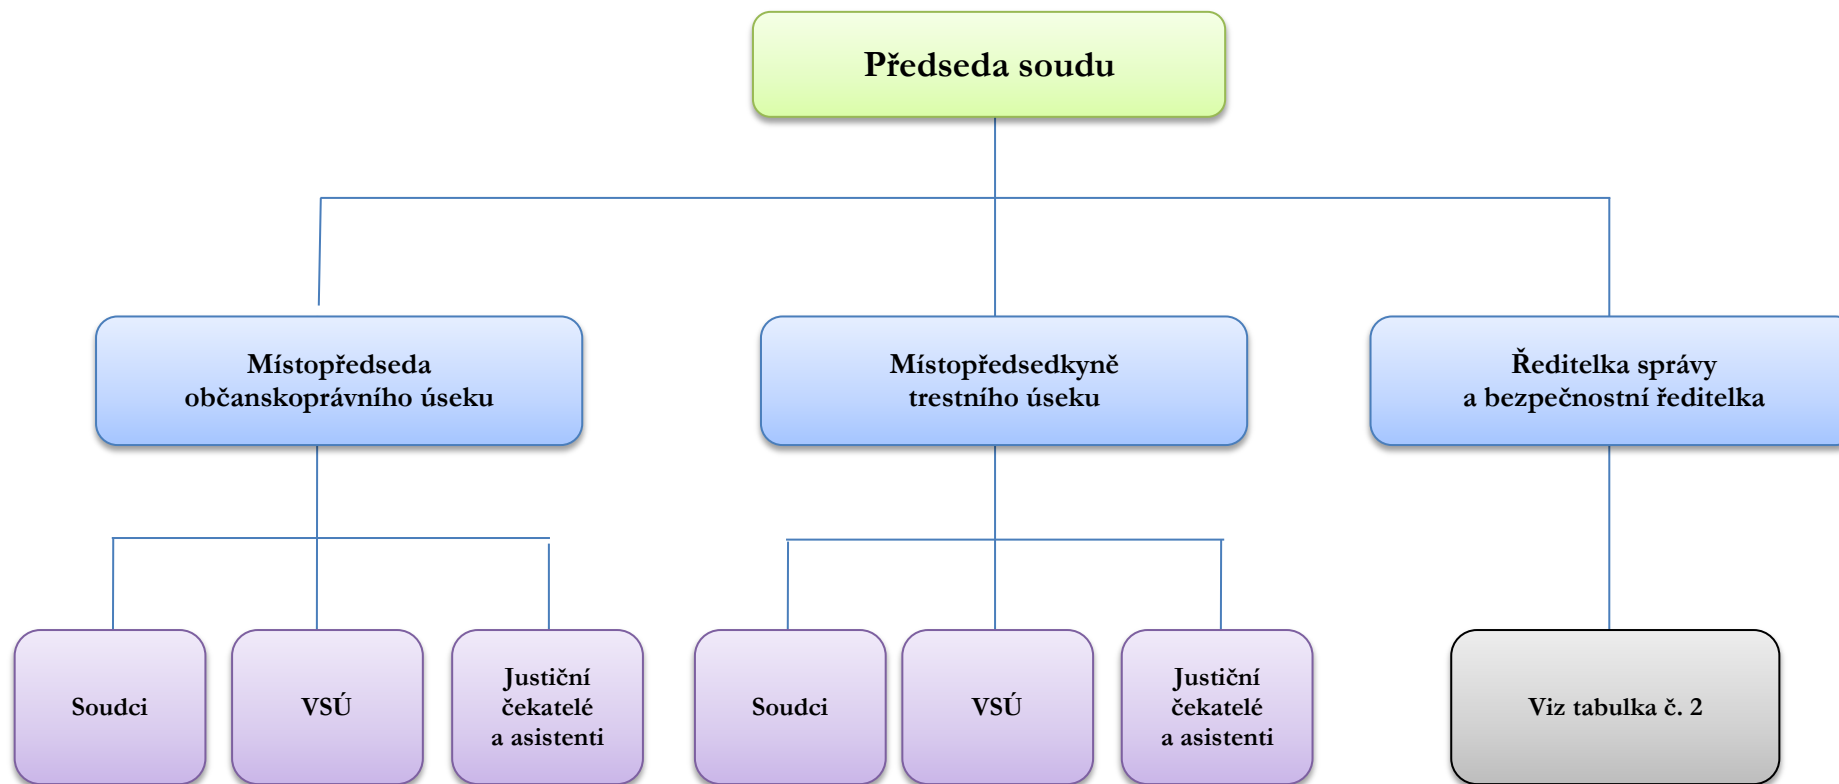 Předseda soudu
Místopředseda
občanskoprávního úseku
Místopředsedkyně
trestního úseku
Ředitelka správy
a bezpečnostní ředitelka
Soudci
VSÚ
Justiční
čekatelé
a asistenti
Soudci
VSÚ
Justiční
čekatelé
a asistenti
Viz tabulka č. 2